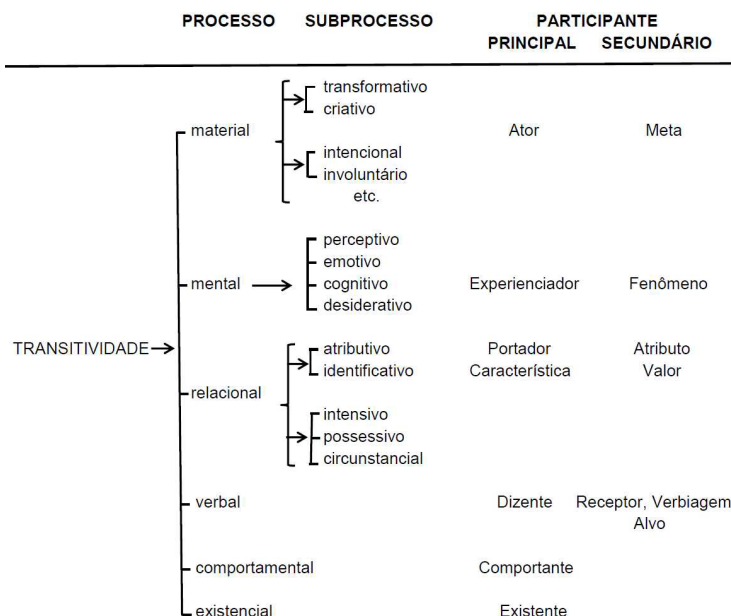 PROCESSO SUBPROCESSO PARTICIPANTE
PRINCIPAL SECUNDÁRIO
transformativo
criativo
material Ator Meta
intencional
involuntário
etc.
perceptivo
emotivo
mental cognitivo Experienciador Fenômeno
desiderativo
TRANSITIVIDADE atributivo Portador Atributo
identificativo Característica Valor
relacional
intensivo
possessivo
circunstancial
verbal Dizente Receptor, Verbiagem
Alvo
comportamental Comportante
existencial Existente